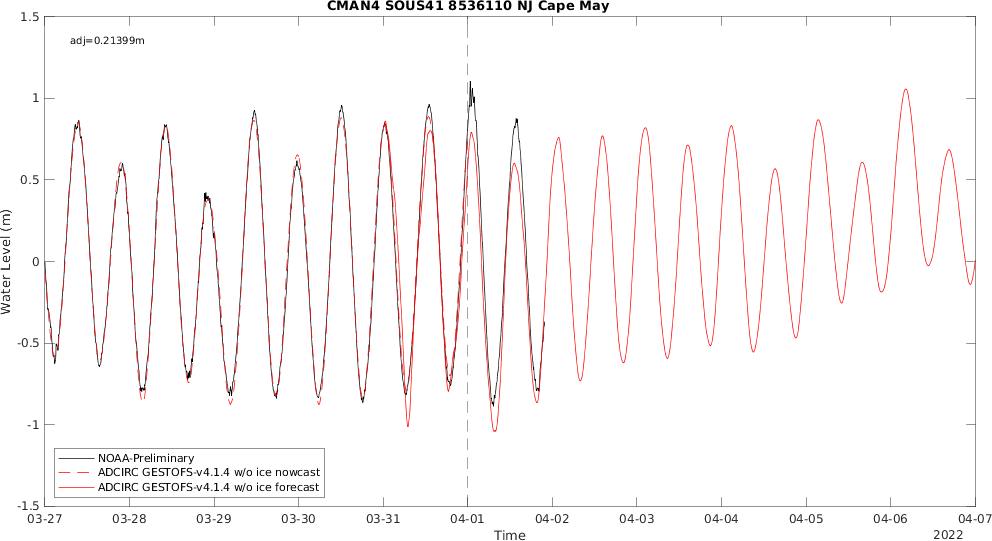 CMAN4 SOUS41 8536110 NJ Cape May
adj=0.21399m
1.5
1
0.5
0
-0.5
-1
-1.5
Water Level (m)
NOAA-Preliminary
ADCIRC GESTOFS-v4.1.4 w/o ice nowcast
ADCIRC GESTOFS-v4.1.4 w/o ice forecast
03-27 03-28 03-29 03-30 03-31 04-01 04-02 04-03 04-04 04-05 04-06 04-07
Time
2022